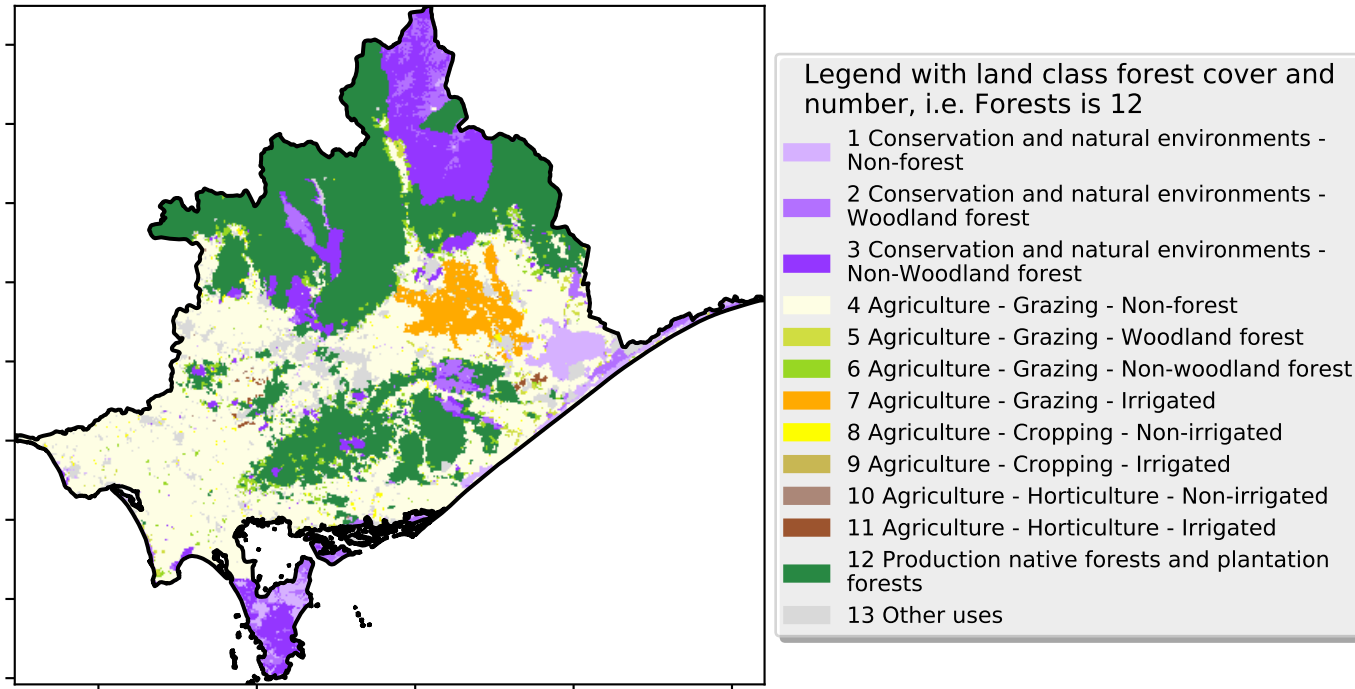 Legend with land class forest cover and
number, i.e. Forests is 12
1 Conservation and natural environments -
Non-forest
2 Conservation and natural environments -
Woodland forest
3 Conservation and natural environments -
Non-Woodland forest
4 Agriculture - Grazing - Non-forest
5 Agriculture - Grazing - Woodland forest
6 Agriculture - Grazing - Non-woodland forest
7 Agriculture - Grazing - Irrigated
8 Agriculture - Cropping - Non-irrigated
9 Agriculture - Cropping - Irrigated
10 Agriculture - Horticulture - Non-irrigated
11 Agriculture - Horticulture - Irrigated
12 Production native forests and plantation
forests
13 Other uses